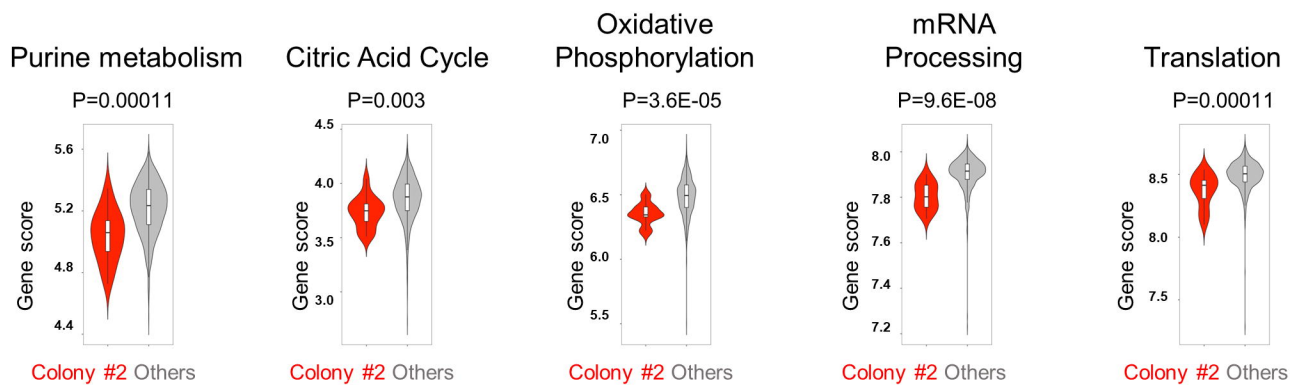 Purine metabolism
P=0.00011
Gene score
5.6
5.2
4.8
4.4
Colony #2 Others
Citric Acid Cycle
P=0.003
Gene score
4.5
4.0
3.5
3.0
Colony #2 Others
Oxidative
Phosphorylation
P=3.6E-05
Gene score
7.0
6.5
6.0
5.5
Colony #2 Others
mRNA
Processing
P=9.6E-08
Gene score
8.0
7.8
7.6
7.4
7.2
Colony #2 Others
Translation
P=0.00011
Gene score
8.5
8.0
7.5
Colony #2 Others